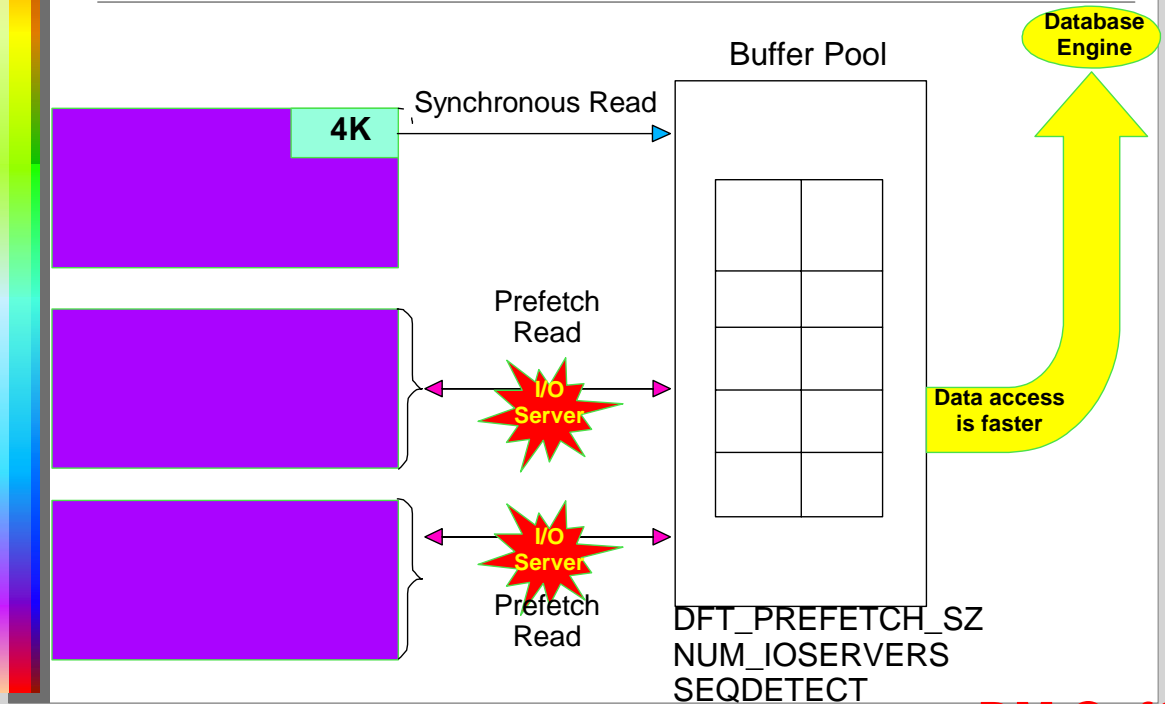 Database
Engine
Buffer Pool
Synchronous Read
4K
Prefetch
Read
I/O
Server
Data access
is faster
I/O
Server
Prefetch
Read
DFT_PREFETCH_SZ
NUM_IOSERVERS
SEQDETECT